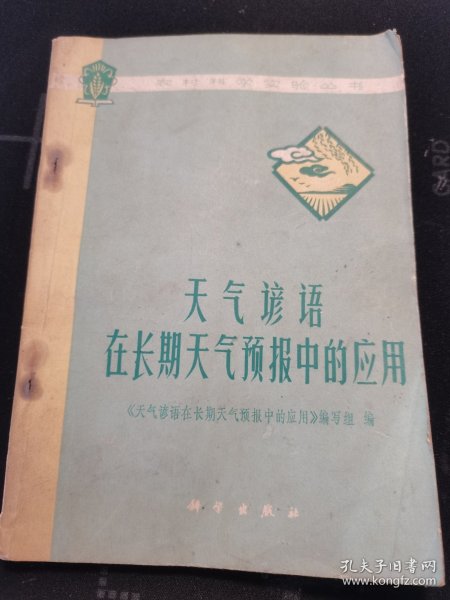 农村科学实验丛书
天气谚语
在长期天气预报中的应用
《天气谚语在长期天气预报中的应用》编写组 编
科学出版社
孔夫子旧书网
www.kongfz.com